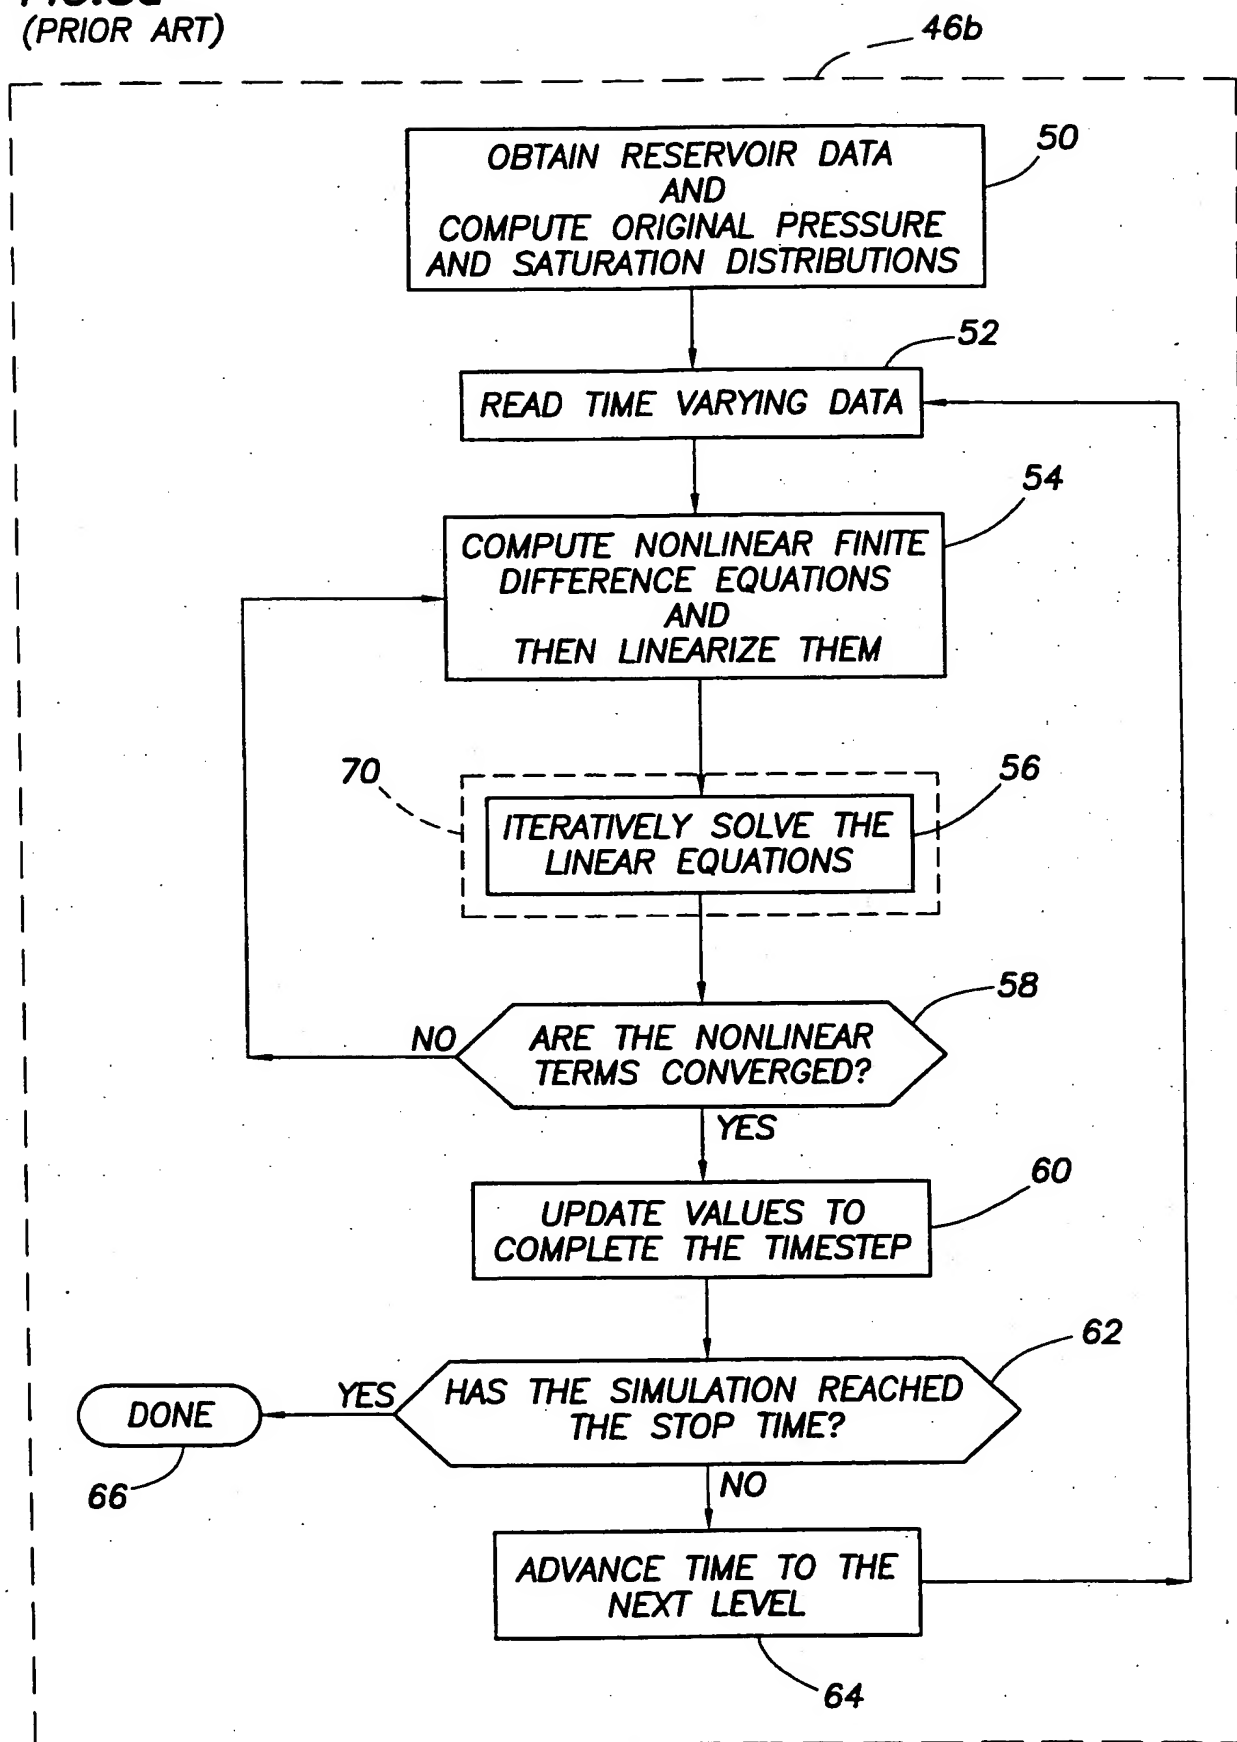 (PRIOR ART)
46b
OBTAIN RESERVOIR DATA
AND
COMPUTE ORIGINAL PRESSURE
AND SATURATION DISTRIBUTIONS
50
52
READ TIME VARYING DATA
54
COMPUTE NONLINEAR FINITE
DIFFERENCE EQUATIONS
AND
THEN LINEARIZE THEM
70
56
ITERATIVELY SOLVE THE
LINEAR EQUATIONS
58
NO
ARE THE NONLINEAR
TERMS CONVERGED?
YES
60
UPDATE VALUES TO
COMPLETE THE TIMESTEP
62
HAS THE SIMULATION REACHED
THE STOP TIME?
YES
DONE
66
NO
ADVANCE TIME TO THE
NEXT LEVEL
64